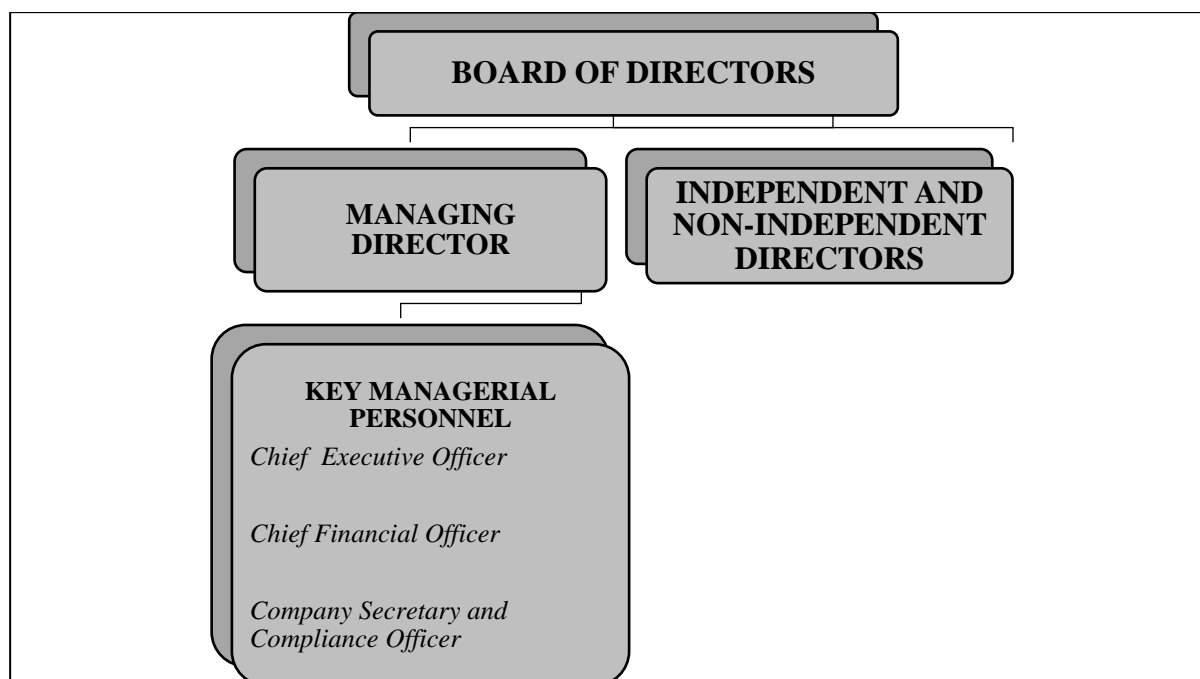 BOARD OF DIRECTORS
MANAGING
DIRECTOR
INDEPENDENT AND
NON-INDEPENDENT
DIRECTORS
KEY MANAGERIAL
PERSONNEL
Chief Executive Officer
Chief Financial Officer
Company Secretary and
Compliance Officer